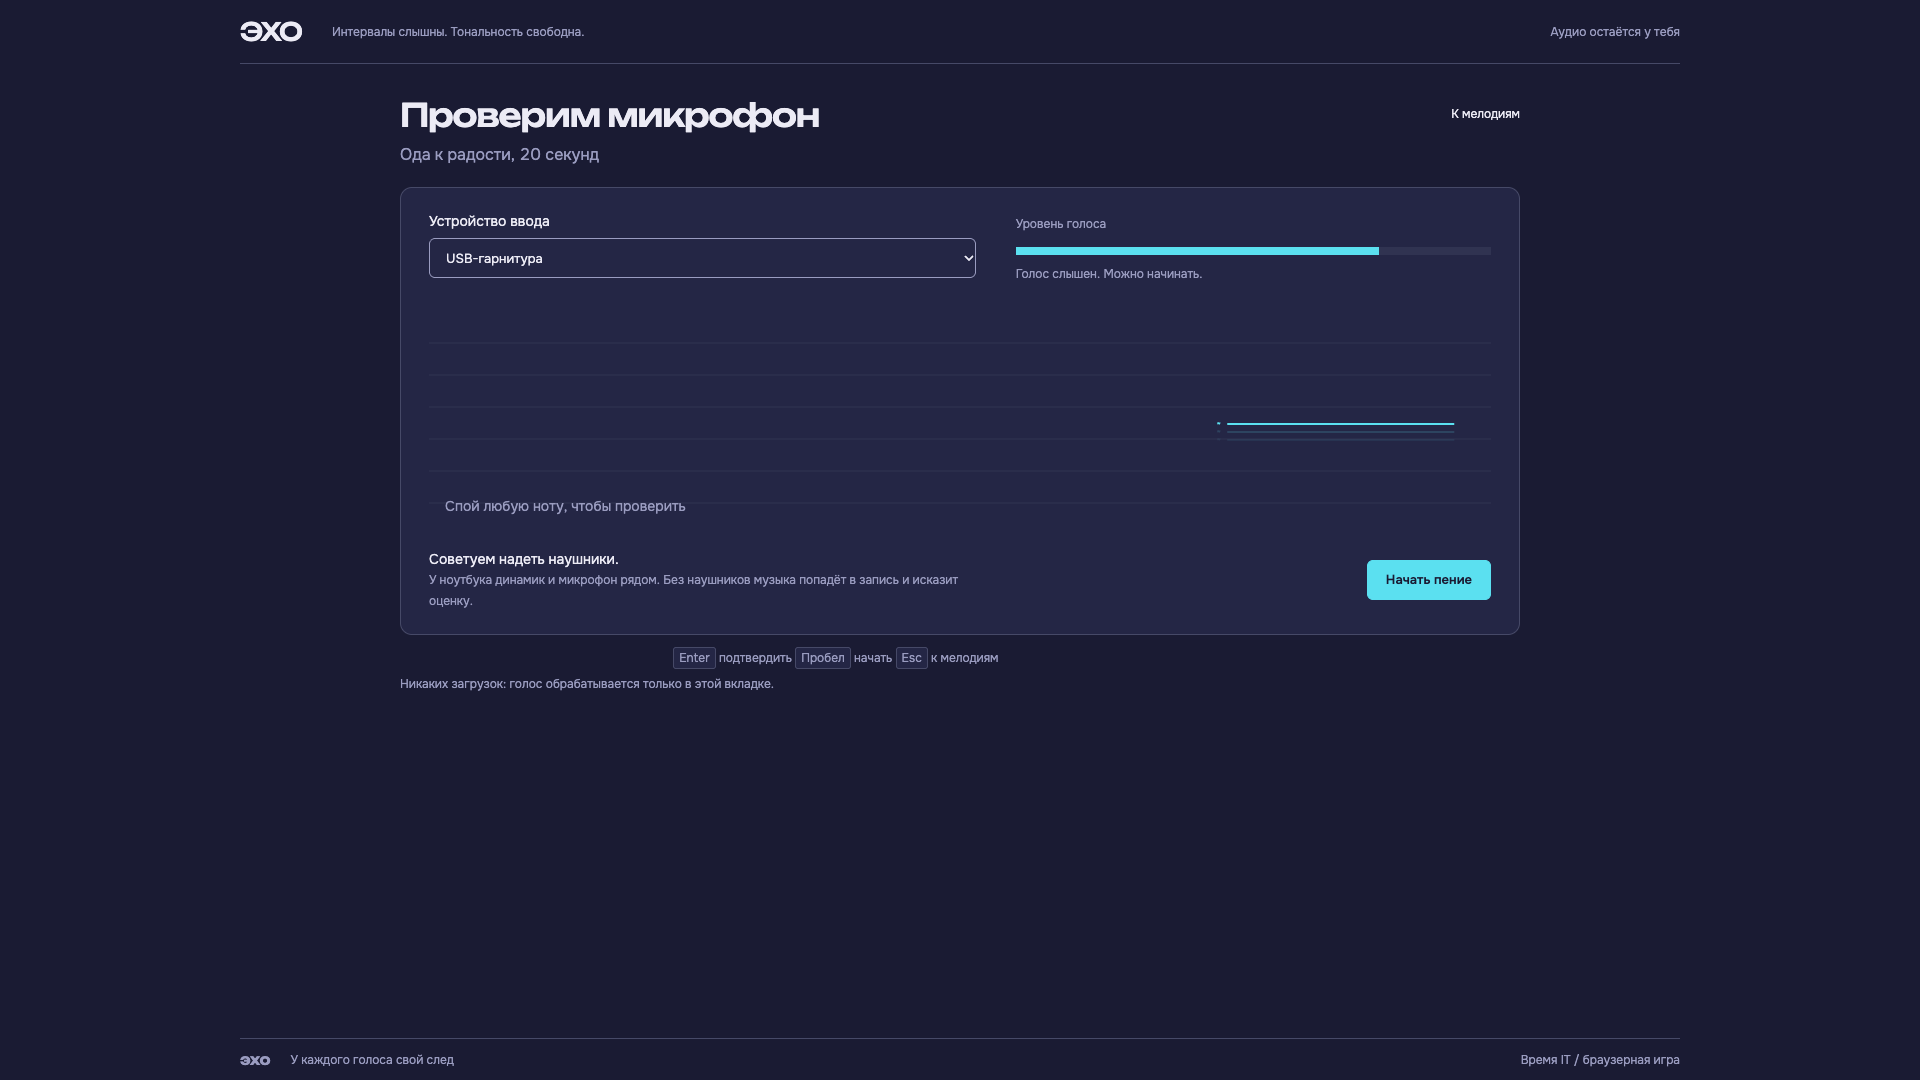 ЭХО
Интервалы слышны. Тональность свободна.
Аудио остаётся у тебя
Проверим микрофон
К мелодиям
Ода к радости, 20 секунд
Устройство ввода
USB-гарнитура
Уровень голоса
Голос слышен. Можно начинать.
Спой любую ноту, чтобы проверить
Советуем надеть наушники.
У ноутбука динамик и микрофон рядом. Без наушников музыка попадёт в запись и исказит
оценку.
Начать пение
Enter подтвердить Пробел начать Esc к мелодиям
Никаких загрузок: голос обрабатывается только в этой вкладке.
ЭХО
У каждого голоса свой след
Время IT / браузерная игра